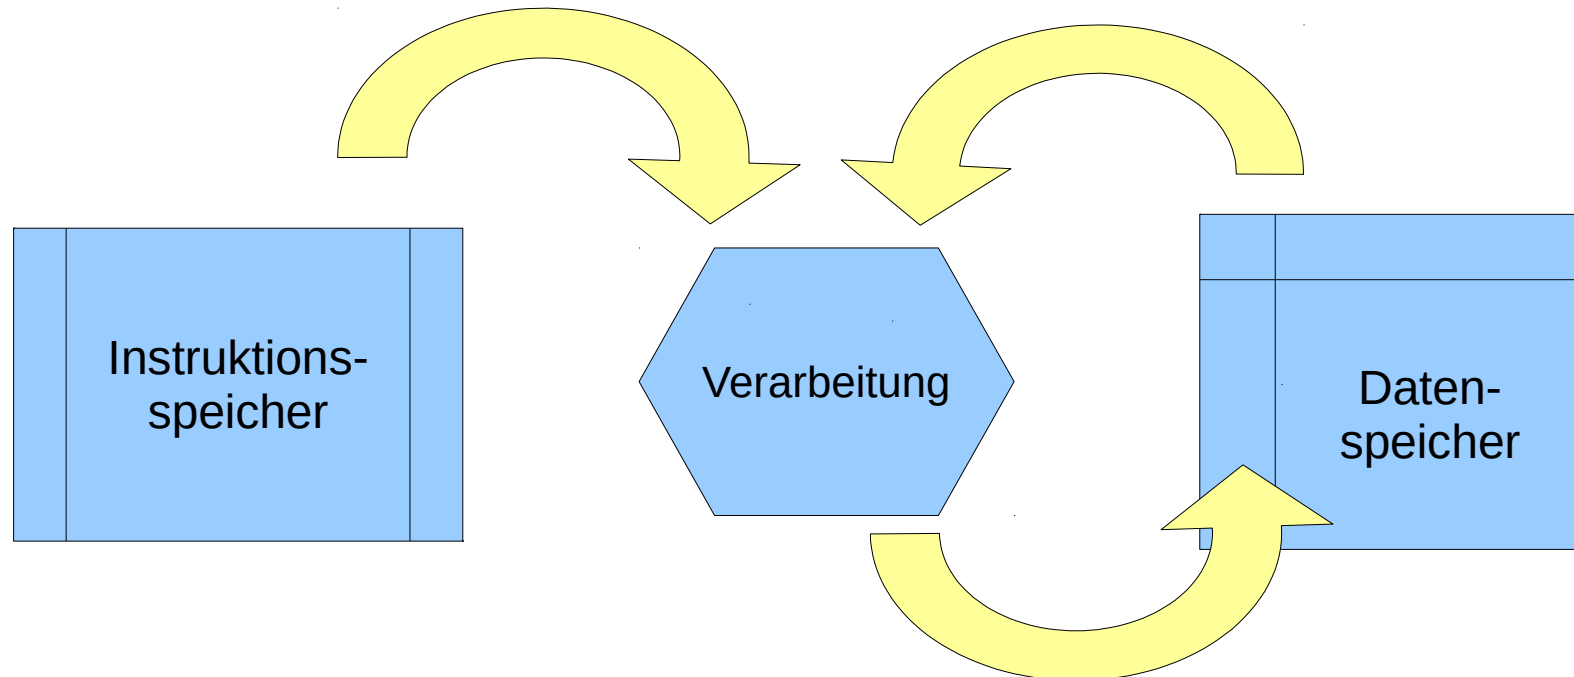 Instruktions-
speicher
Verarbeitung
Daten-
speicher